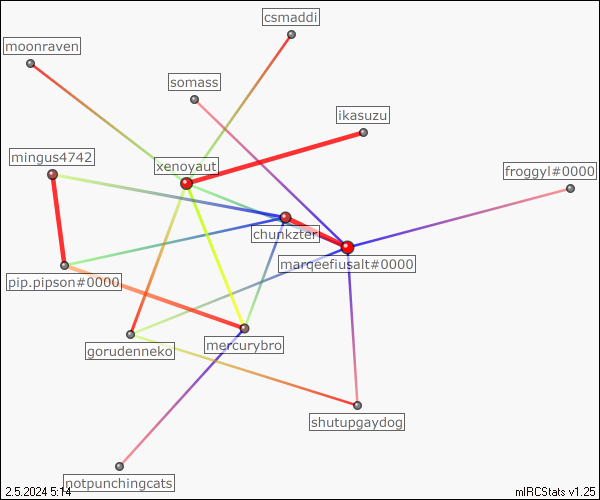 csmaddi
moonraven
somass
ikasuzu
mingus4742
xenoyaut
froggyl#0000
chunkzter
marqeefiusalt#0000
pip.pipson#0000
gorudenneko
mercurybro
shutupgaydog
notpunchingcats
2.5.2024 5:14
mIRCStats v1.25